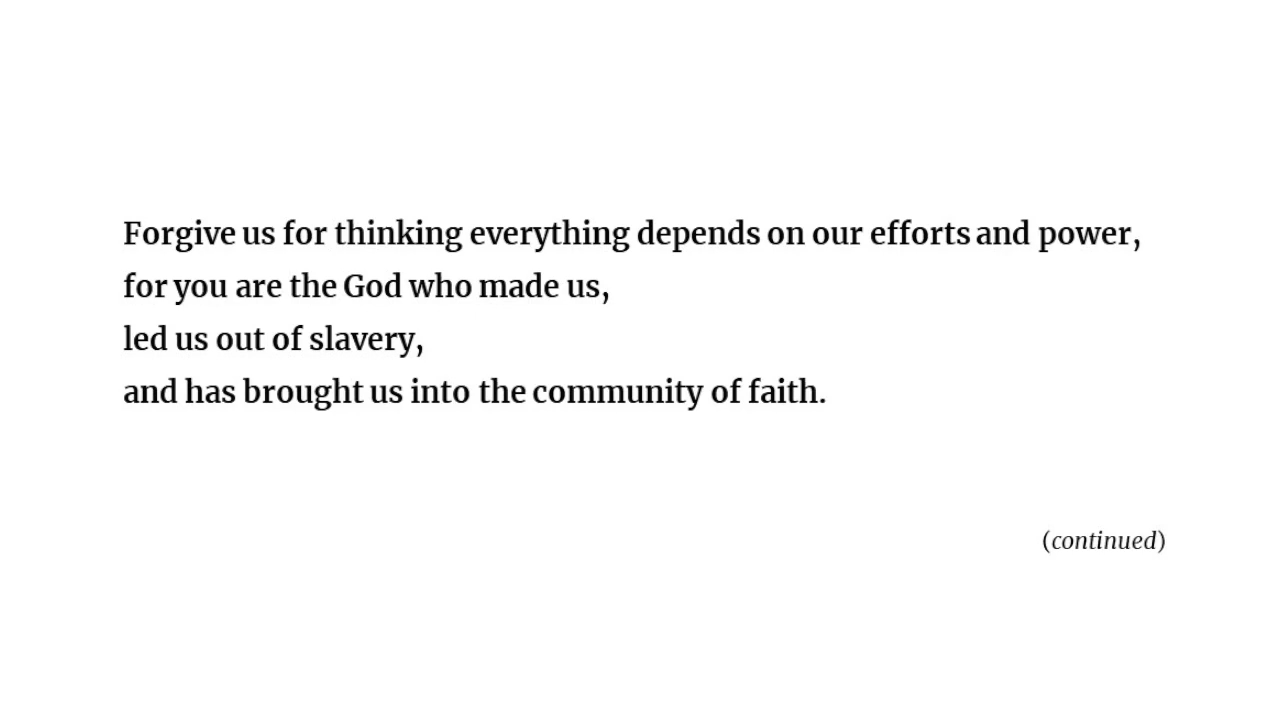 Forgive us for thinking everything depends on our efforts and power,
for you are the God who made us,
led us out of slavery,
and has brought us into the community of faith.
(continued)